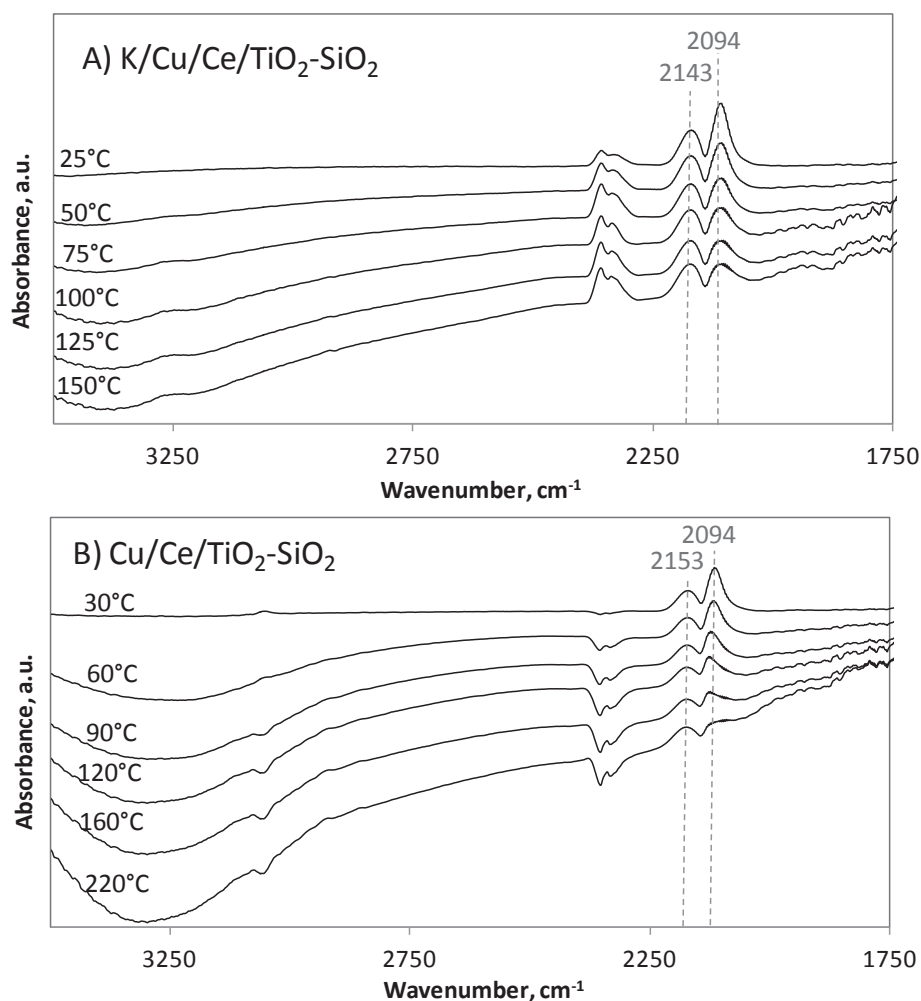 A) K/Cu/Ce/TiO₂-SiO₂
2094
2143
25°C
50°C
75°C
100°C
125°C
150°C
Absorbance, a.u.
3250 2750 2250 1750
Wavenumber, cm⁻¹
B) Cu/Ce/TiO₂-SiO₂
2094
2153
30°C
60°C
90°C
120°C
160°C
220°C
Absorbance, a.u.
3250 2750 2250 1750
Wavenumber, cm⁻¹